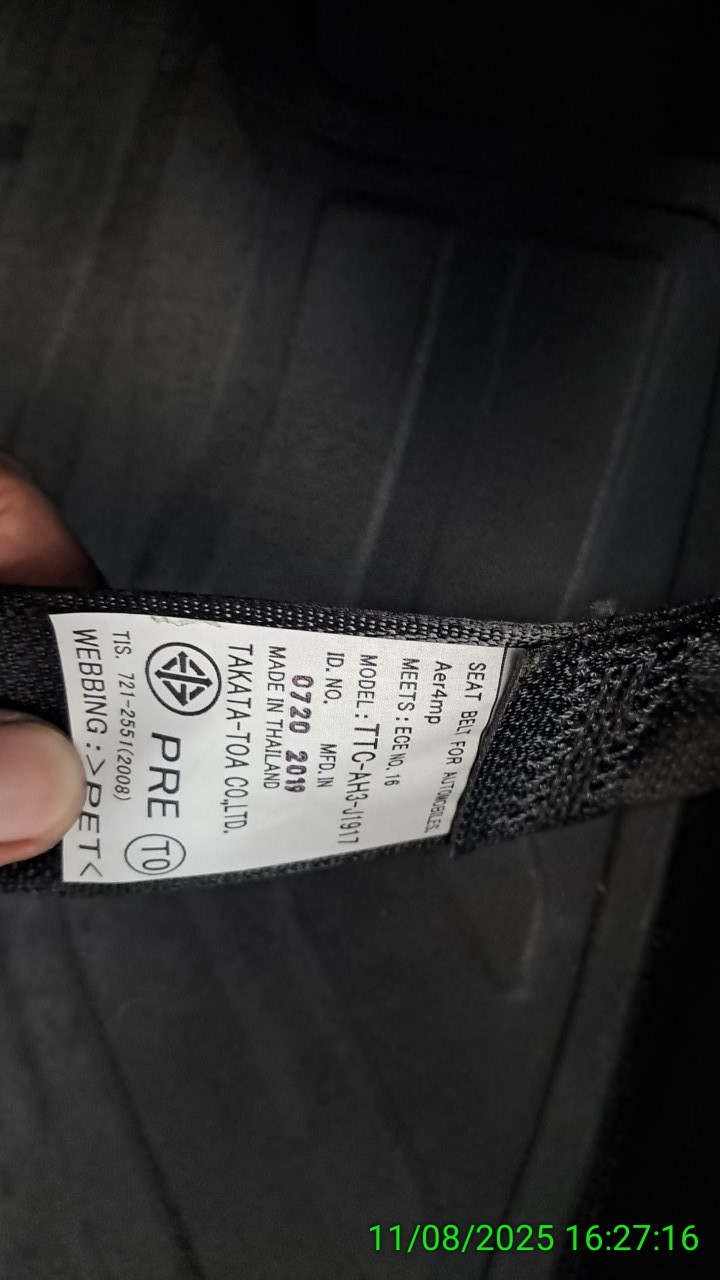 SEAT BELT FOR AUTOMOBILES.
Aer4mp
MEETS : ECE NO. 16
MODEL : TTC-AH3-J1917
ID. NO. MFD. IN
0720 2019
MADE IN THAILAND
TAKATA-TOA CO.,LTD.
PRE TO
TIS. 721-2551(2008)
WEBBING : >PET<
11/08/2025 16:27:16